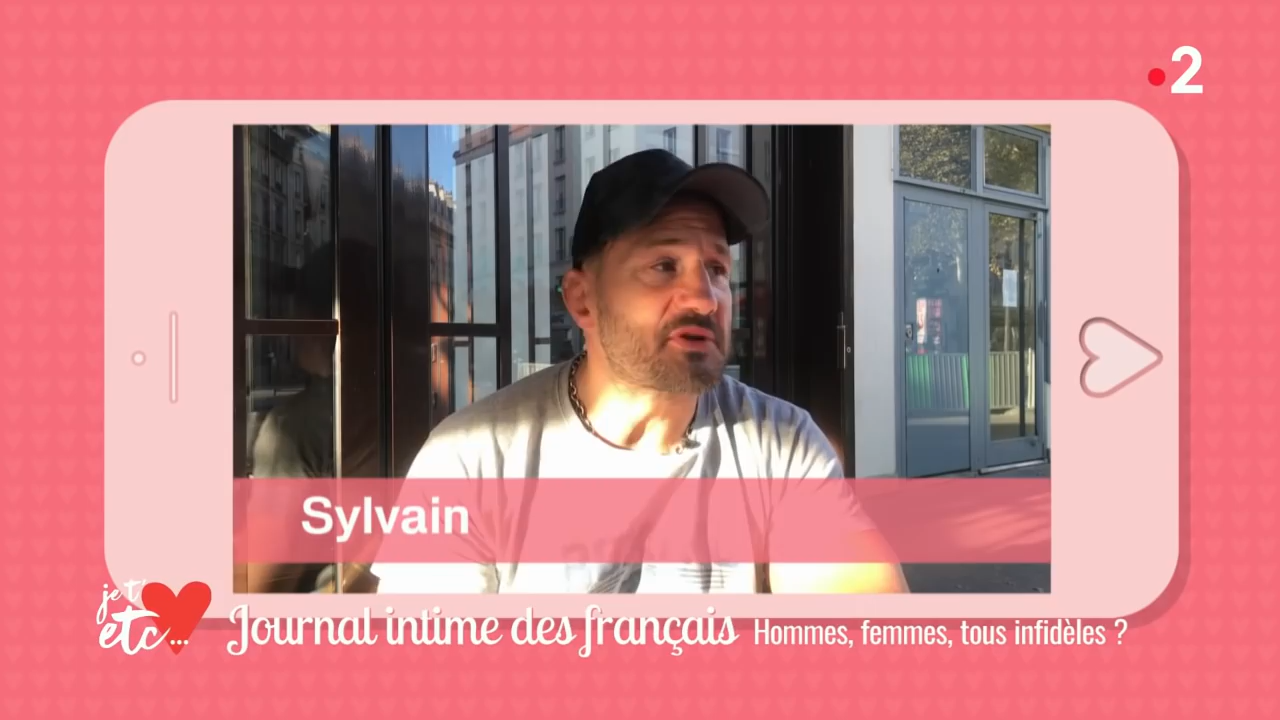 2
Sylvain
je t'
etc...
Journal intime des français Hommes, femmes, tous infidèles ?